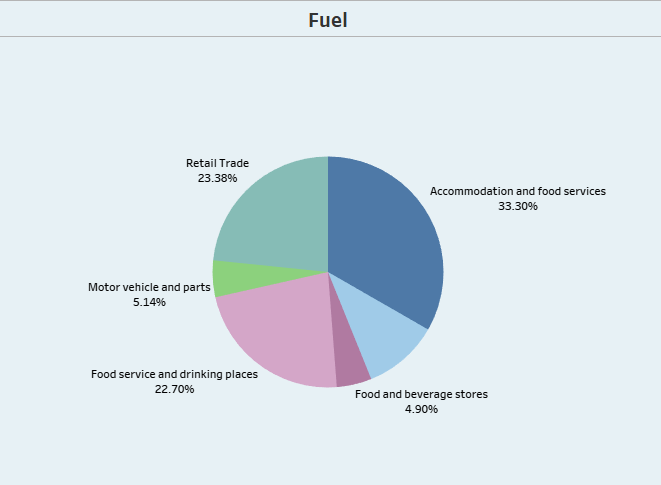 Fuel
Retail Trade
23.38%
Accommodation and food services
33.30%
Motor vehicle and parts
5.14%
Food service and drinking places
22.70%
Food and beverage stores
4.90%